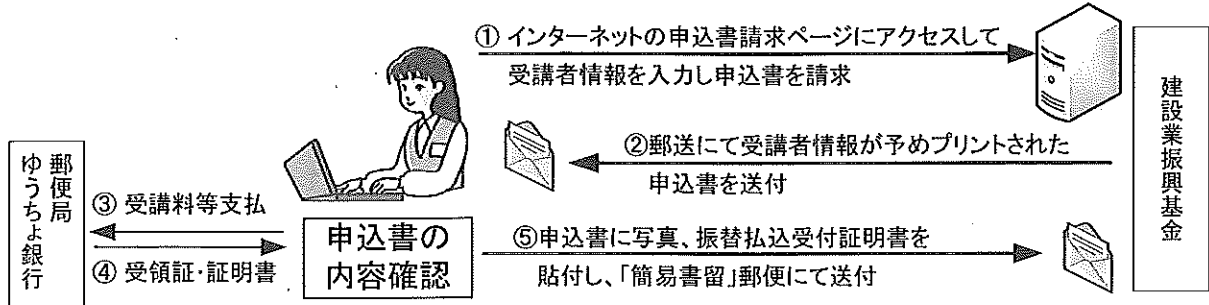 ① インターネットの申込書請求ページにアクセスして
受講者情報を入力し申込書を請求
建設業振興基金
②郵送にて受講者情報が予めプリントされた
申込書を送付
郵便局
ゆうちょ銀行
③ 受講料等支払
④ 受領証・証明書
申込書の
内容確認
⑤申込書に写真、振替払込受付証明書を
貼付し、「簡易書留」郵便にて送付